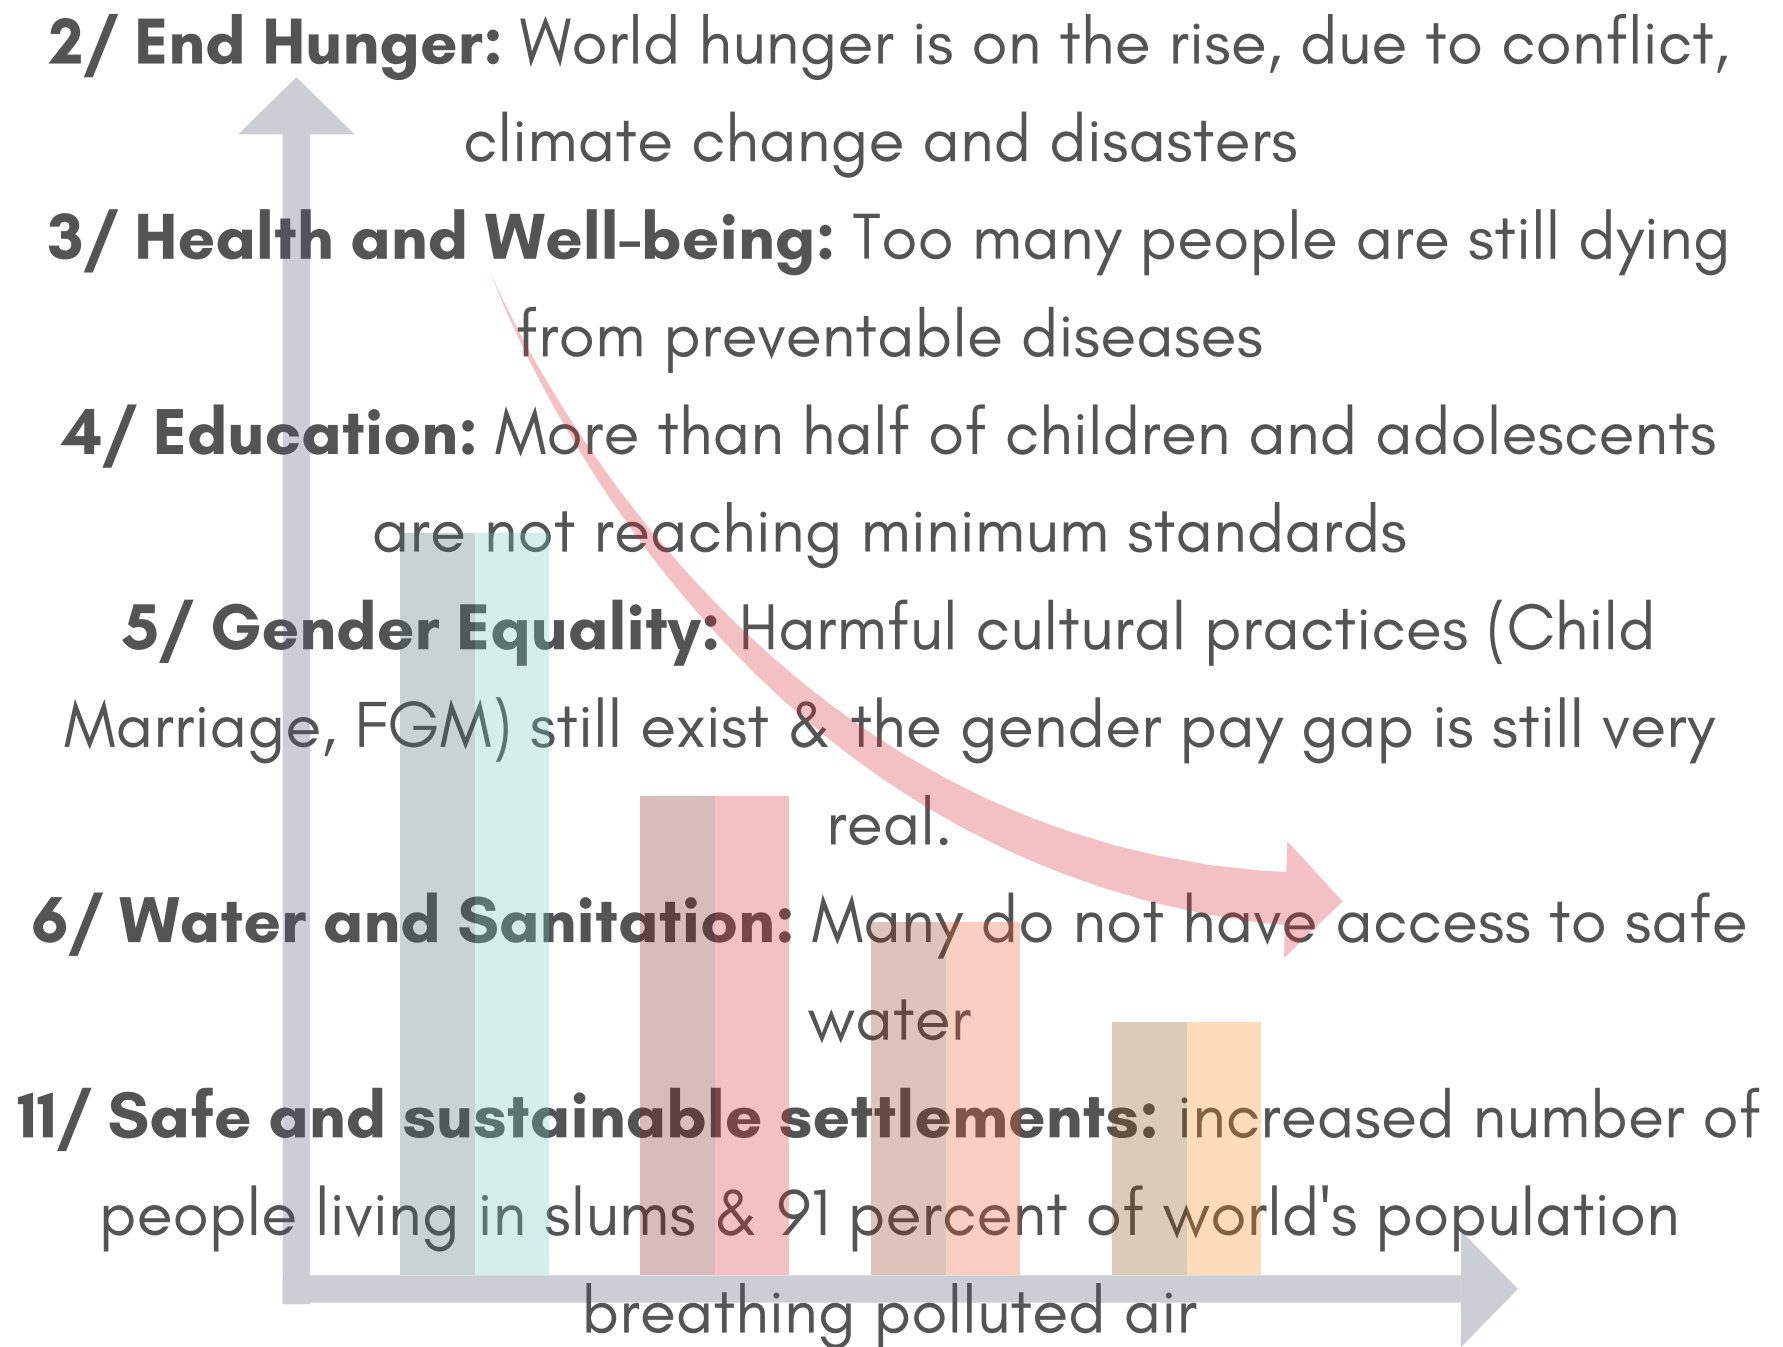 2/ End Hunger: World hunger is on the rise, due to conflict,
climate change and disasters
3/ Health and Well-being: Too many people are still dying
from preventable diseases
4/ Education: More than half of children and adolescents
are not reaching minimum standards
5/ Gender Equality: Harmful cultural practices (Child
Marriage, FGM) still exist & the gender pay gap is still very
real.
6/ Water and Sanitation: Many do not have access to safe
water
11/ Safe and sustainable settlements: increased number of
people living in slums & 91 percent of world's population
breathing polluted air